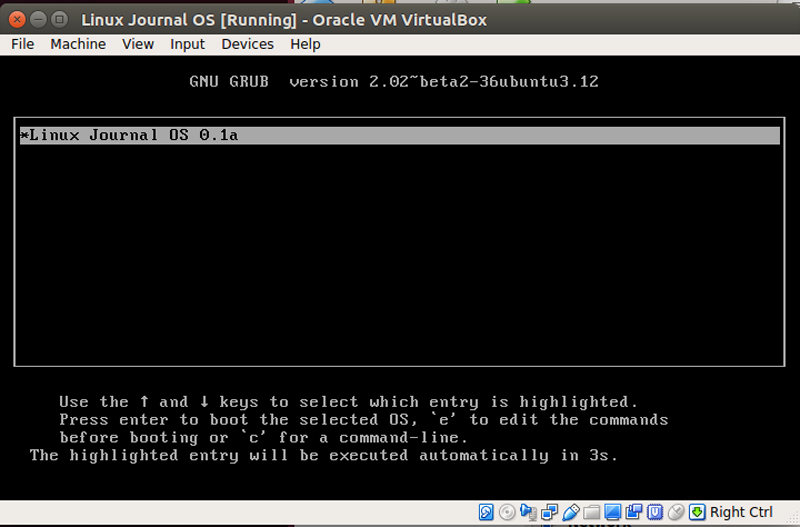 Linux Journal OS [Running] - Oracle VM VirtualBox
File Machine View Input Devices Help
GNU GRUB version 2.02~beta2-36ubuntu3.12
*Linux Journal OS 0.1a
Use the ↑ and ↓ keys to select which entry is highlighted.
Press enter to boot the selected OS, `e' to edit the commands
before booting or `c' for a command-line.
The highlighted entry will be executed automatically in 3s.
Right Ctrl